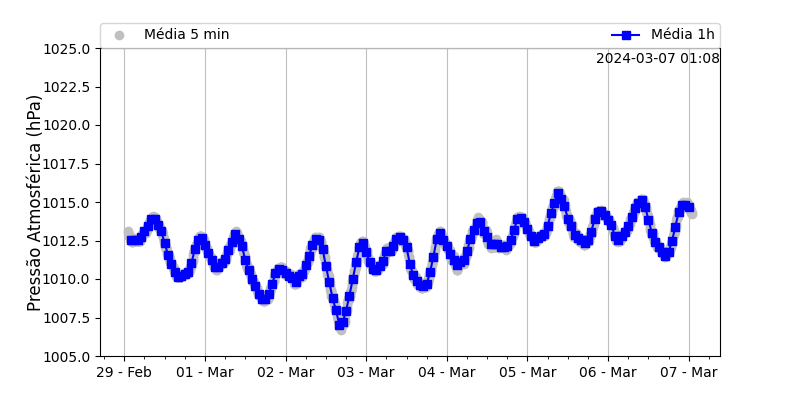 Média 5 min
Média 1h
2024-03-07 01:08
Pressão Atmosférica (hPa)
1025.0
1022.5
1020.0
1017.5
1015.0
1012.5
1010.0
1007.5
1005.0
29 - Feb
01 - Mar
02 - Mar
03 - Mar
04 - Mar
05 - Mar
06 - Mar
07 - Mar